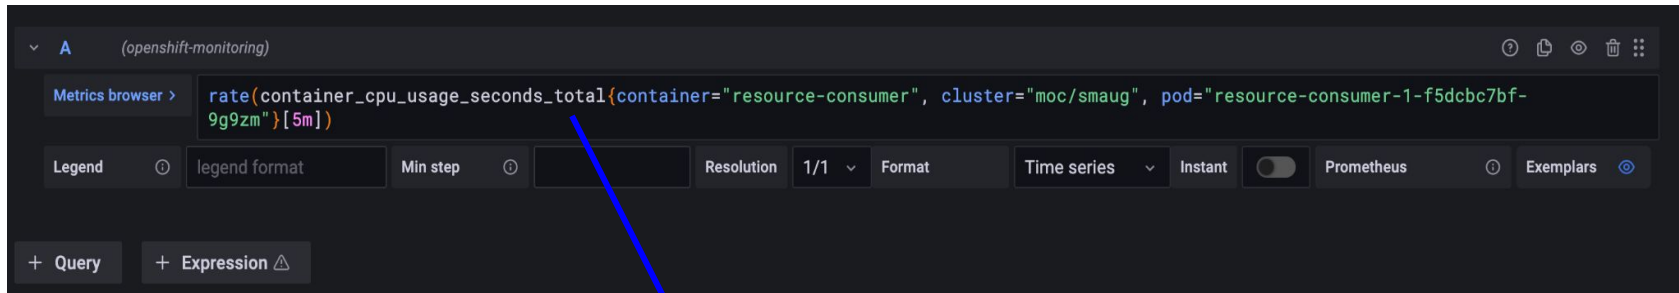 A (openshift-monitoring)
Metrics browser > rate(container_cpu_usage_seconds_total{container="resource-consumer", cluster="moc/smaug", pod="resource-consumer-1-f5dcbc7bf-
9g9zm"}[5m])
Legend legend format Min step Resolution 1/1 Format Time series Instant Prometheus Exemplars
+ Query + Expression